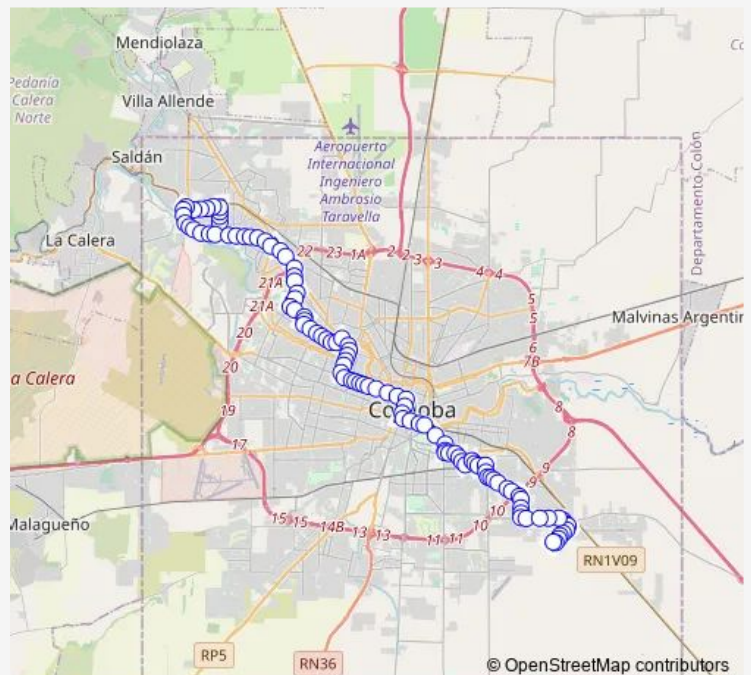 Mendiolaza
Pedanía
Calera
Norte
Villa Allende
Saldán
Aeropuerto
Internacional
Ingeniero
Ambrosio
Taravella
Departamento Colón
La Calera
22
23
1A
2
2
3
3
4
4
21A
21A
5
5
6
7B
Malvinas Argentin
20
20
a Calera
19
8
8
Córdoba
17
9
9
10
10
Malagueño
15
15
14B
13
13
11
11
10
RN1V09
RP5
RN36
© OpenStreetMap contributors